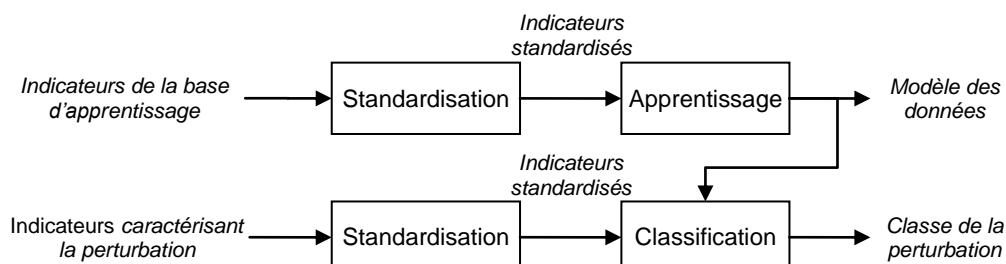 Indicateurs
standardisés
Indicateurs de la base
d'apprentissage
Standardisation
Apprentissage
Modèle des
données
Indicateurs
standardisés
Indicateurs caractérisant
la perturbation
Standardisation
Classification
Classe de la
perturbation